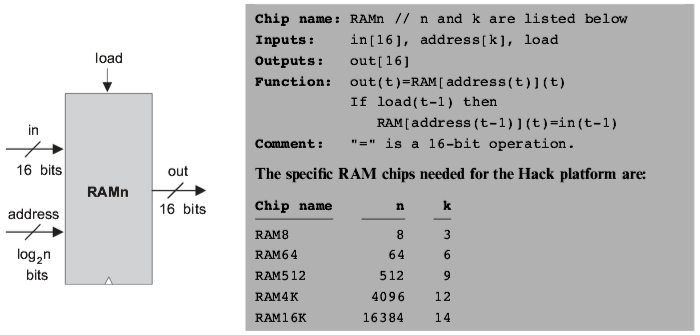 load
in
16 bits
RAMn
out
16 bits
address
log2n
bits
Chip name: RAMn // n and k are listed below
Inputs: in[16], address[k], load
Outputs: out[16]
Function: out(t)=RAM[address(t)](t)
If load(t-1) then
RAM[address(t-1)](t)=in(t-1)
Comment: "=" is a 16-bit operation.
The specific RAM chips needed for the Hack platform are:
Chip name n k
RAM8 8 3
RAM64 64 6
RAM512 512 9
RAM4K 4096 12
RAM16K 16384 14